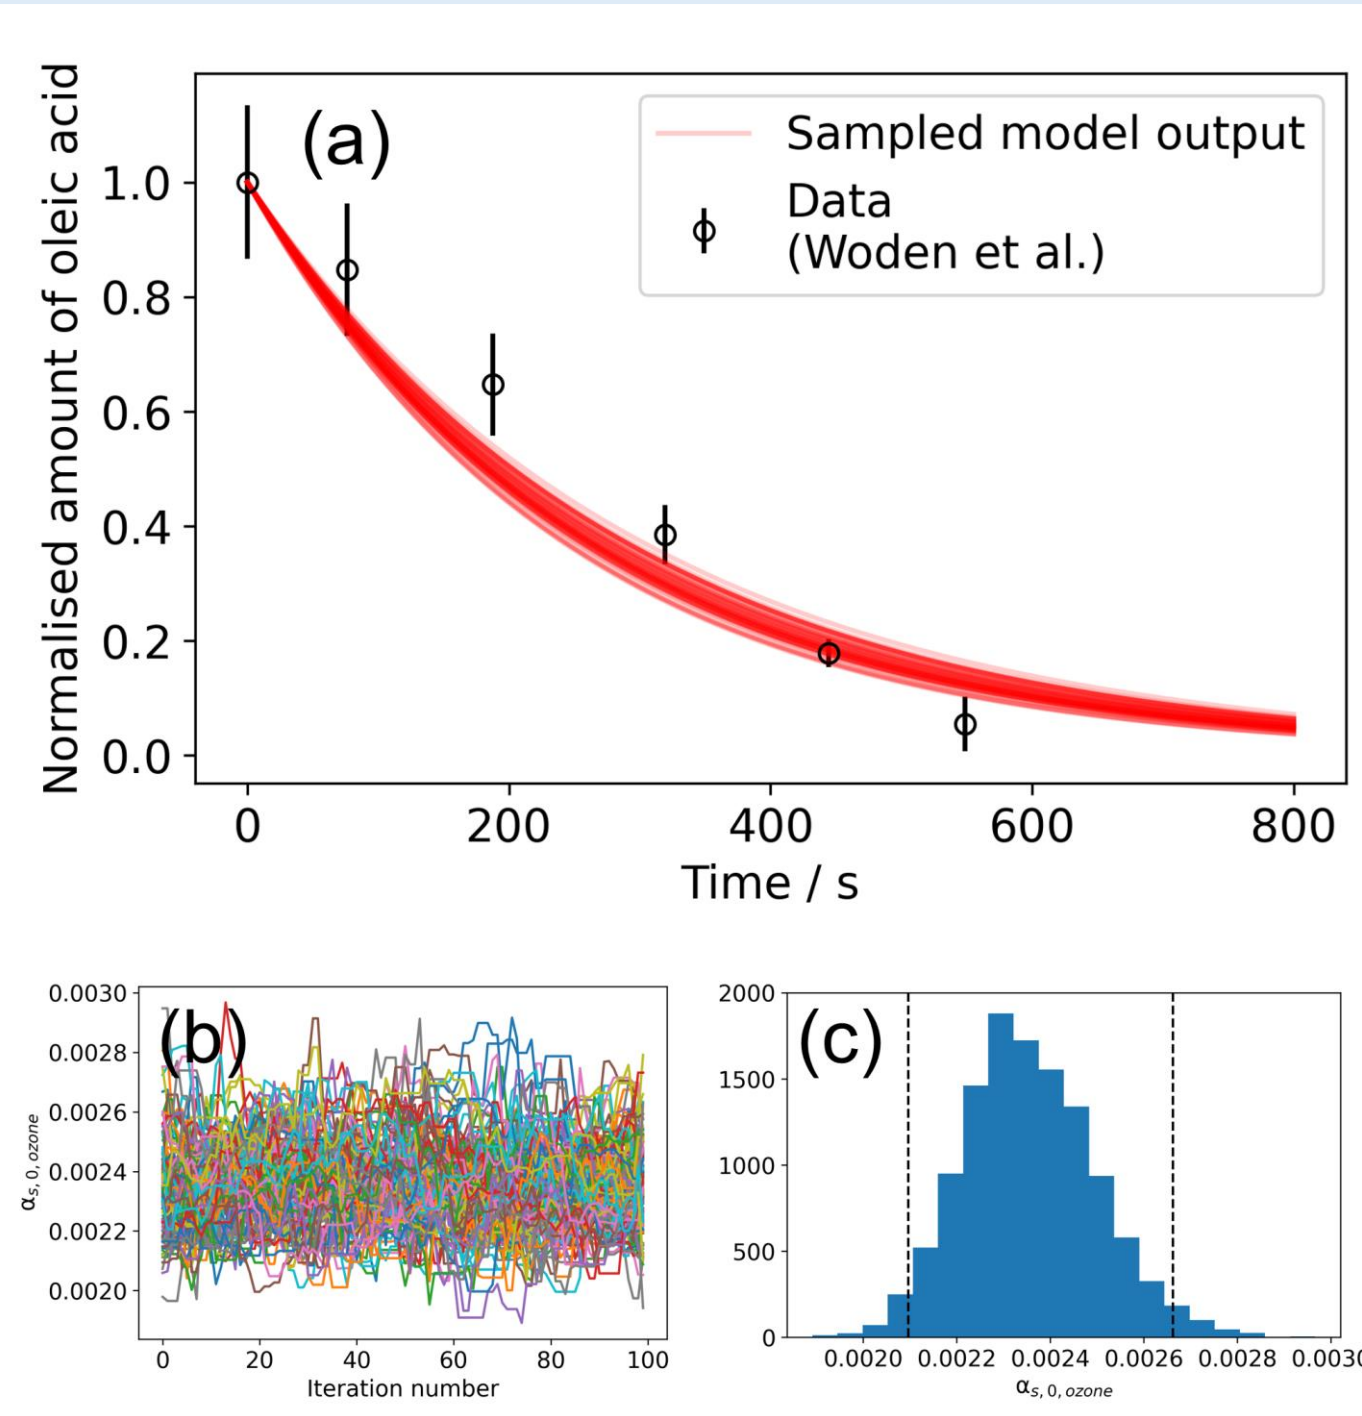 Normalised amount of oleic acid
(a)
Sampled model output
Data
(Woden et al.)
1.0
0.8
0.6
0.4
0.2
0.0
0 200 400 600 800
Time / s
(b)
α s, 0, ozone
0.0030
0.0028
0.0026
0.0024
0.0022
0.0020
0 20 40 60 80 100
Iteration number
(c)
2000
1500
1000
500
0
0.0020 0.0022 0.0024 0.0026 0.0028 0.0030
α s, 0, ozone